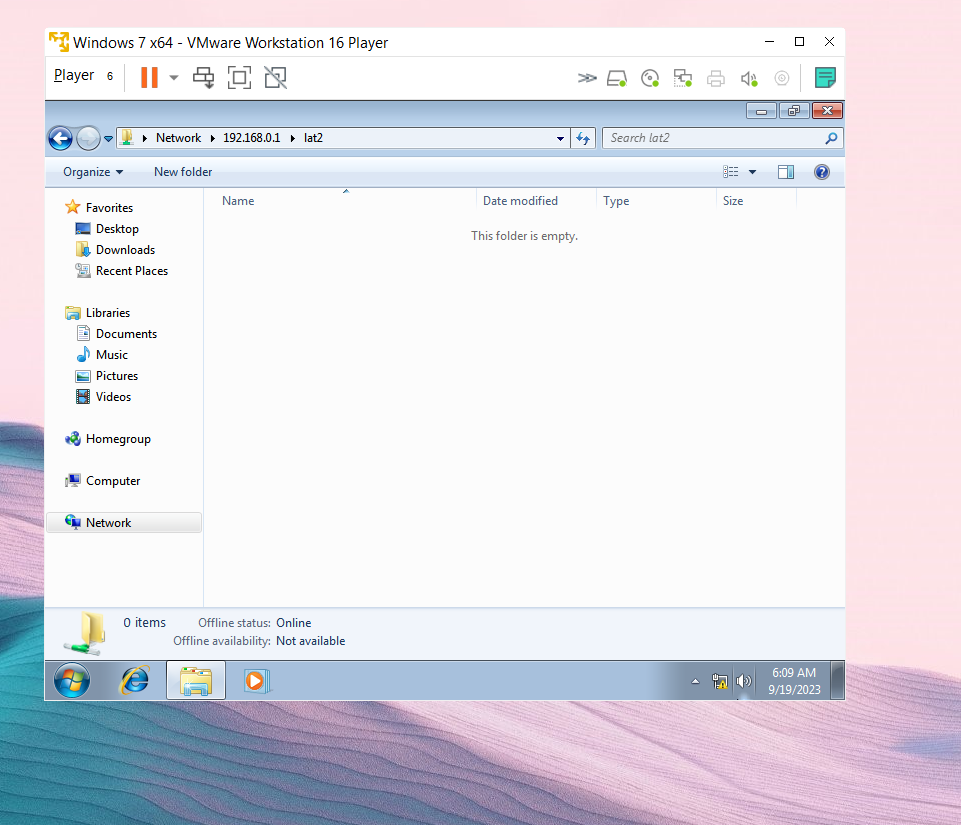 Windows 7 x64 - VMware Workstation 16 Player
Player 6
Network 192.168.0.1 lat2
Search lat2
Organize New folder
Name Date modified Type Size
This folder is empty.
Favorites
Desktop
Downloads
Recent Places
Libraries
Documents
Music
Pictures
Videos
Homegroup
Computer
Network
0 items Offline status: Online
Offline availability: Not available
6:09 AM
9/19/2023